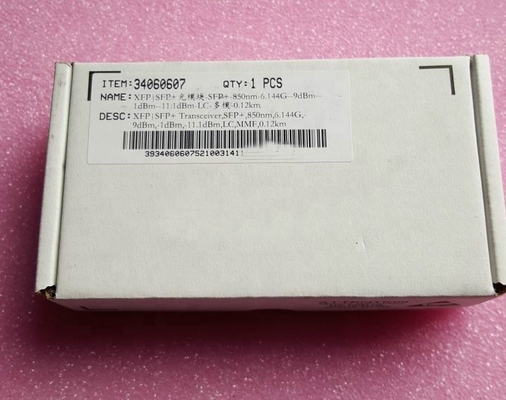 ITEM:34060607 QTY:1 PCS
NAME:XFP|SFP+光模块-SFP+-850nm-6.144G--9dBm--
1dBm--11.1dBm-LC-多模-0.12km
DESC:XFP|SFP+ Transceiver,SFP+,850nm,6.144G,-
9dBm,-1dBm,-11.1dBm,LC,MMF,0.12km
3934060607521003141